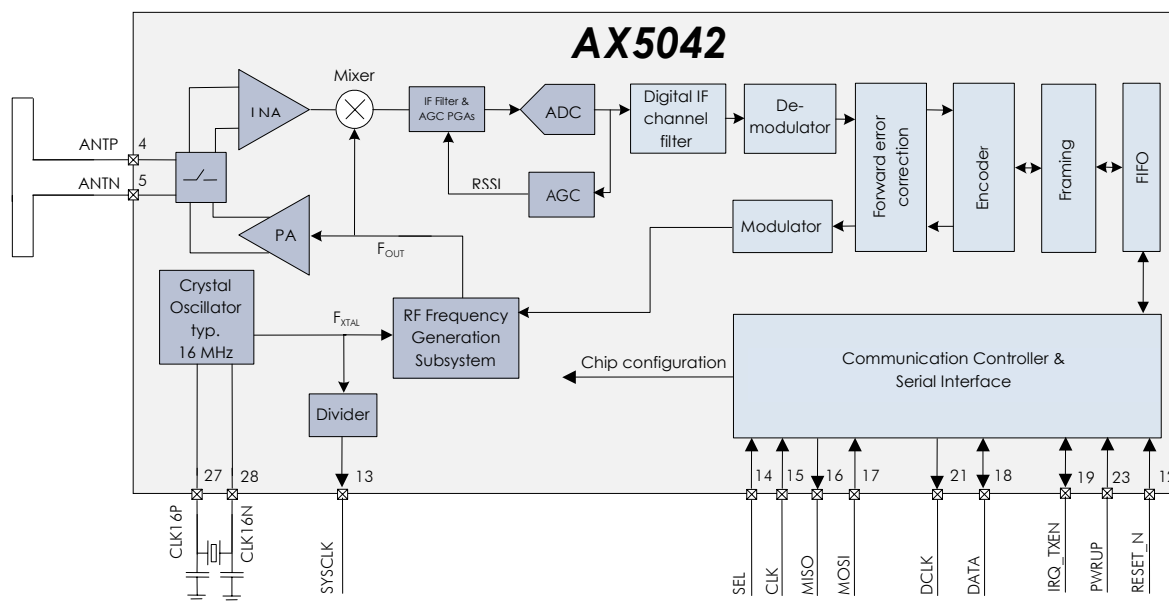 AX5042
Mixer
INA
IF Filter &
AGC PGAs
ADC
Digital IF
channel
filter
De-
modulator
Forward error
correction
Encoder
Framing
FIFO
ANTP
4
ANTN
5
RSSI
AGC
PA
Modulator
FOUT
Crystal
Oscillator
typ.
16 MHz
FXTAL
RF Frequency
Generation
Subsystem
Communication Controller &
Serial Interface
Chip configuration
Divider
27
28
13
14
15
16
17
21
18
19
23
12
CLK16P
CLK16N
SYSCLK
SEL
CLK
MISO
MOSI
DCLK
DATA
IRQ_TXEN
PWRUP
RESET_N